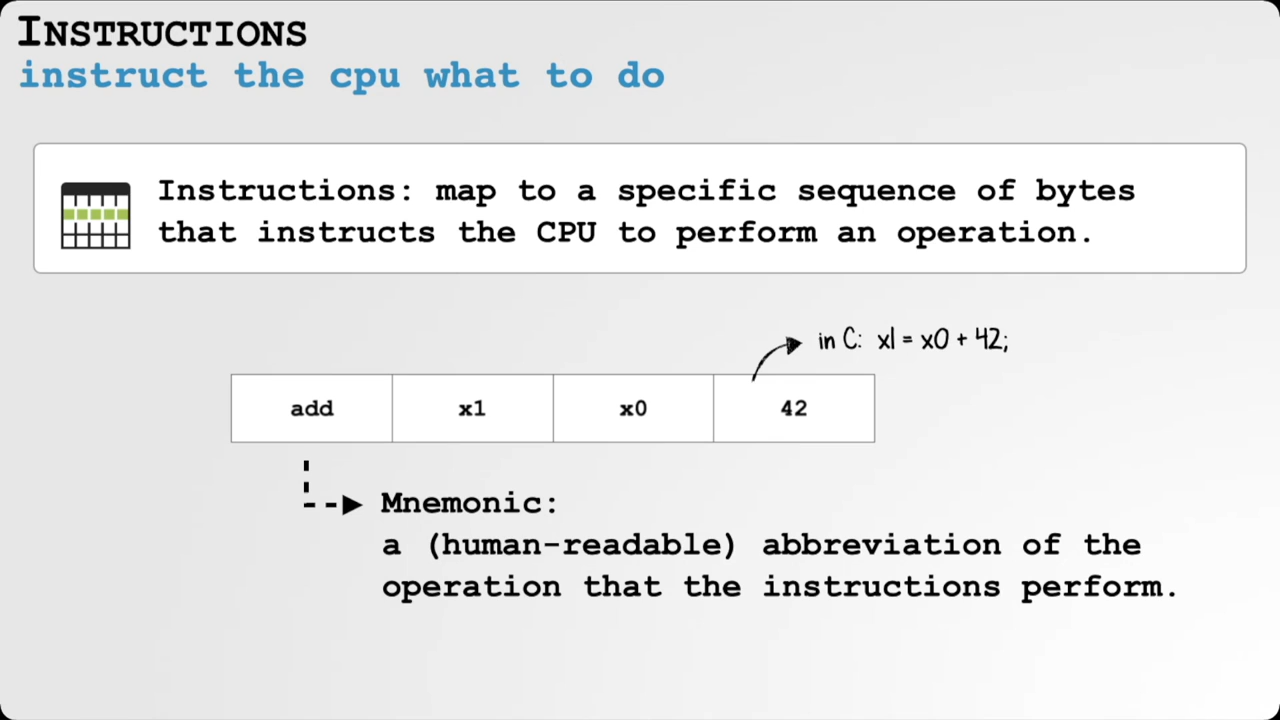 INSTRUCTIONS
instruct the cpu what to do
Instructions: map to a specific sequence of bytes
that instructs the CPU to perform an operation.
in C: x1 = x0 + 42;
add x1 x0 42
Mnemonic:
a (human-readable) abbreviation of the
operation that the instructions perform.